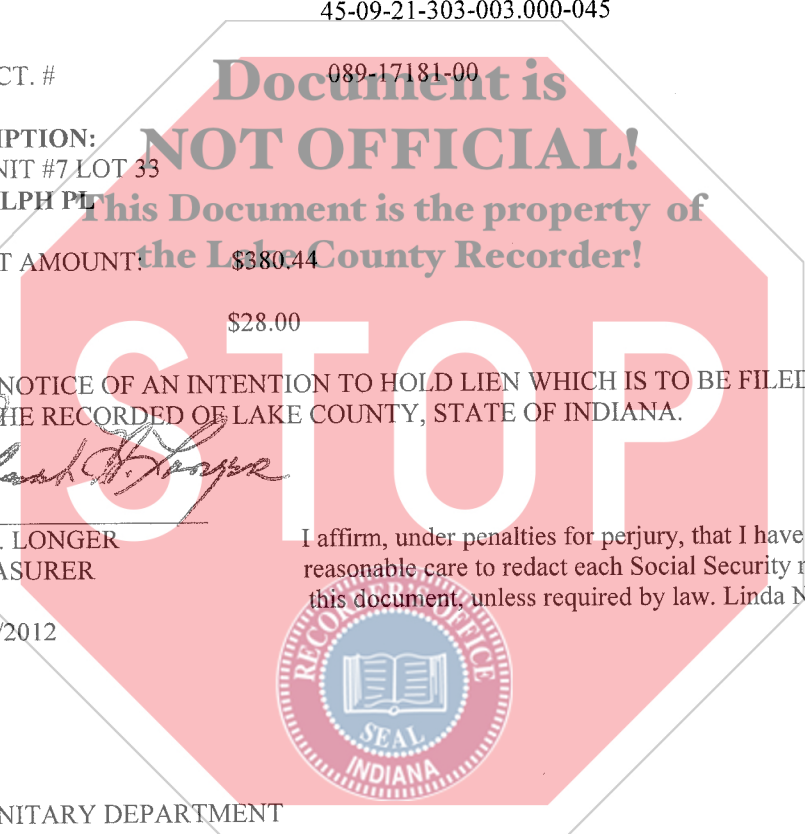 45-09-21-303-003.000-045
CT. # 089-17181-00
Document is
IPTION:
NOT OFFICIAL!
NIT #7 LOT 33
LPH PL
This Document is the property of
T AMOUNT: $380.44
the Lake County Recorder!
$28.00
STOP
NOTICE OF AN INTENTION TO HOLD LIEN WHICH IS TO BE FILED
HE RECORDED OF LAKE COUNTY, STATE OF INDIANA.
. LONGER
ASURER
/2012
I affirm, under penalties for perjury, that I have
reasonable care to redact each Social Security
this document, unless required by law. Linda N
RECORDER'S OFFICE
SEAL
INDIANA
NITARY DEPARTMENT